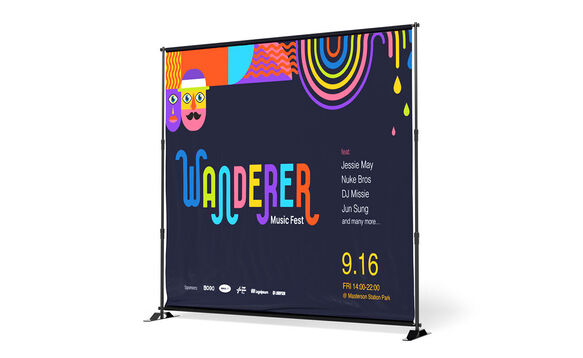 WANDERER
Music Fest
feat
Jessie May
Nuke Bros
DJ Missie
Jun Sung
and many more...
9.16
FRI 14:00-22:00
@ Masterson Station Park
Sponsors